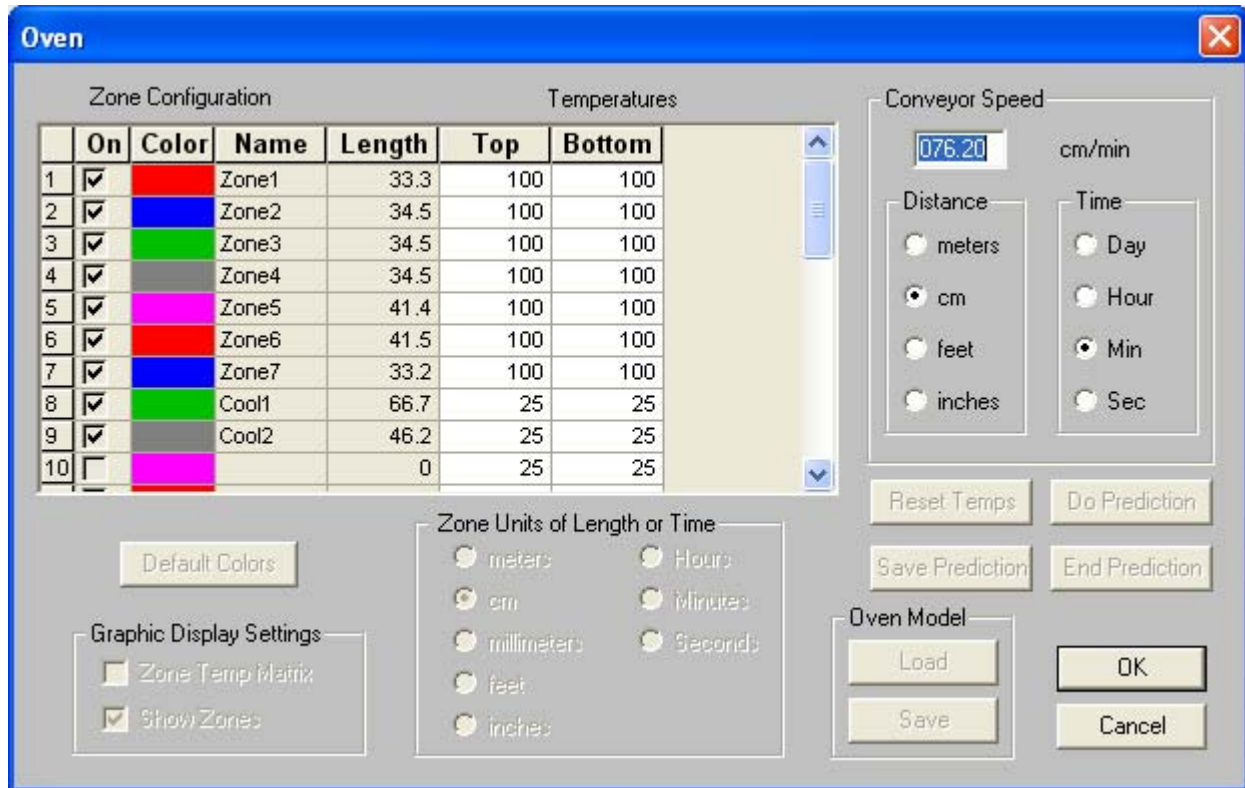 Oven
Zone Configuration Temperatures
On Color Name Length Top Bottom
1 Zone1 33.3 100 100
2 Zone2 34.5 100 100
3 Zone3 34.5 100 100
4 Zone4 34.5 100 100
5 Zone5 41.4 100 100
6 Zone6 41.5 100 100
7 Zone7 33.2 100 100
8 Cool1 66.7 25 25
9 Cool2 46.2 25 25
10 0 25 25
Conveyor Speed
076.20 cm/min
Distance Time
meters Day
cm Hour
feet Min
inches Sec
Reset Temps Do Prediction
Save Prediction End Prediction
Default Colors
Graphic Display Settings
Zone Temp Matrix
Show Zones
Zone Units of Length or Time
meters Hours
cm Minutes
millimeters Seconds
feet
inches
Oven Model
Load
Save
OK
Cancel